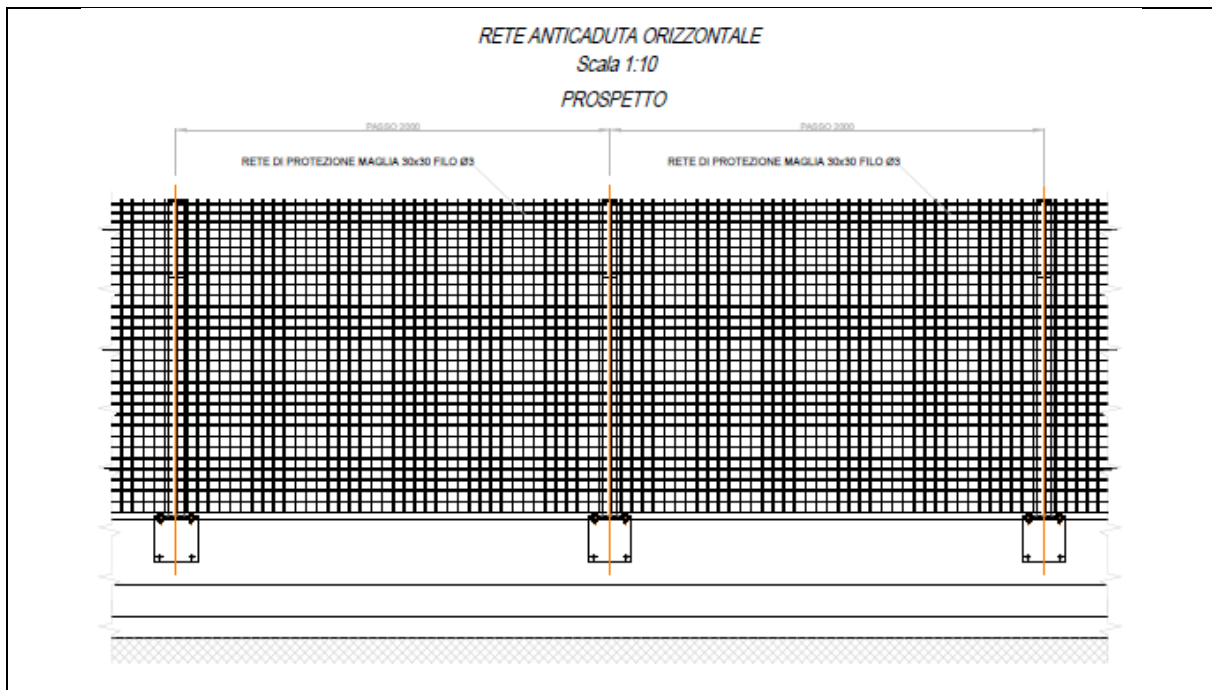 RETE ANTICADUTA ORIZZONTALE
Scala 1:10
PROSPETTO
PASSO 2000
PASSO 2000
RETE DI PROTEZIONE MAGLIA 30x30 FILO Ø3
RETE DI PROTEZIONE MAGLIA 30x30 FILO Ø3